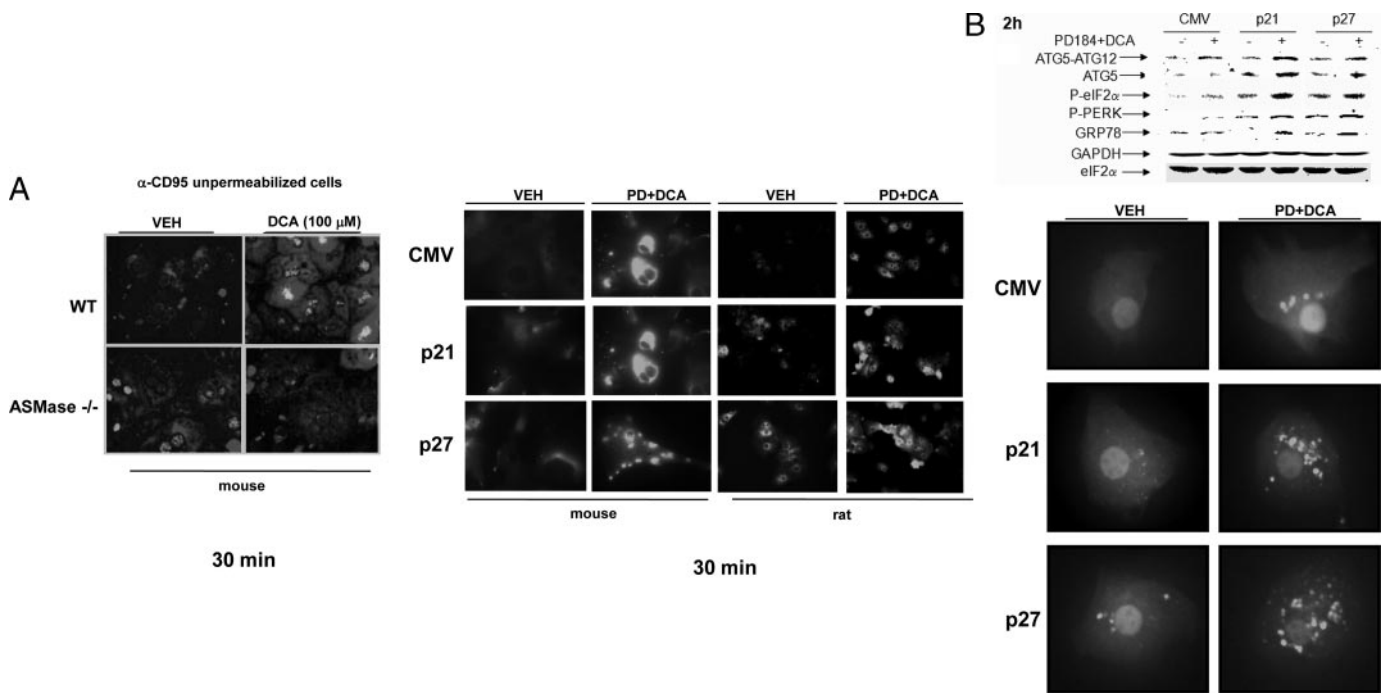 A
α-CD95 unpermeabilized cells
VEH
DCA (100 µM)
WT
ASMase -/-
mouse
30 min
VEH
PD+DCA
VEH
PD+DCA
CMV
p21
p27
mouse
rat
30 min
B
2h
CMV
p21
p27
PD184+DCA
- + - + - +
ATG5-ATG12
ATG5
P-eIF2α
P-PERK
GRP78
GAPDH
eIF2α
VEH
PD+DCA
CMV
p21
p27